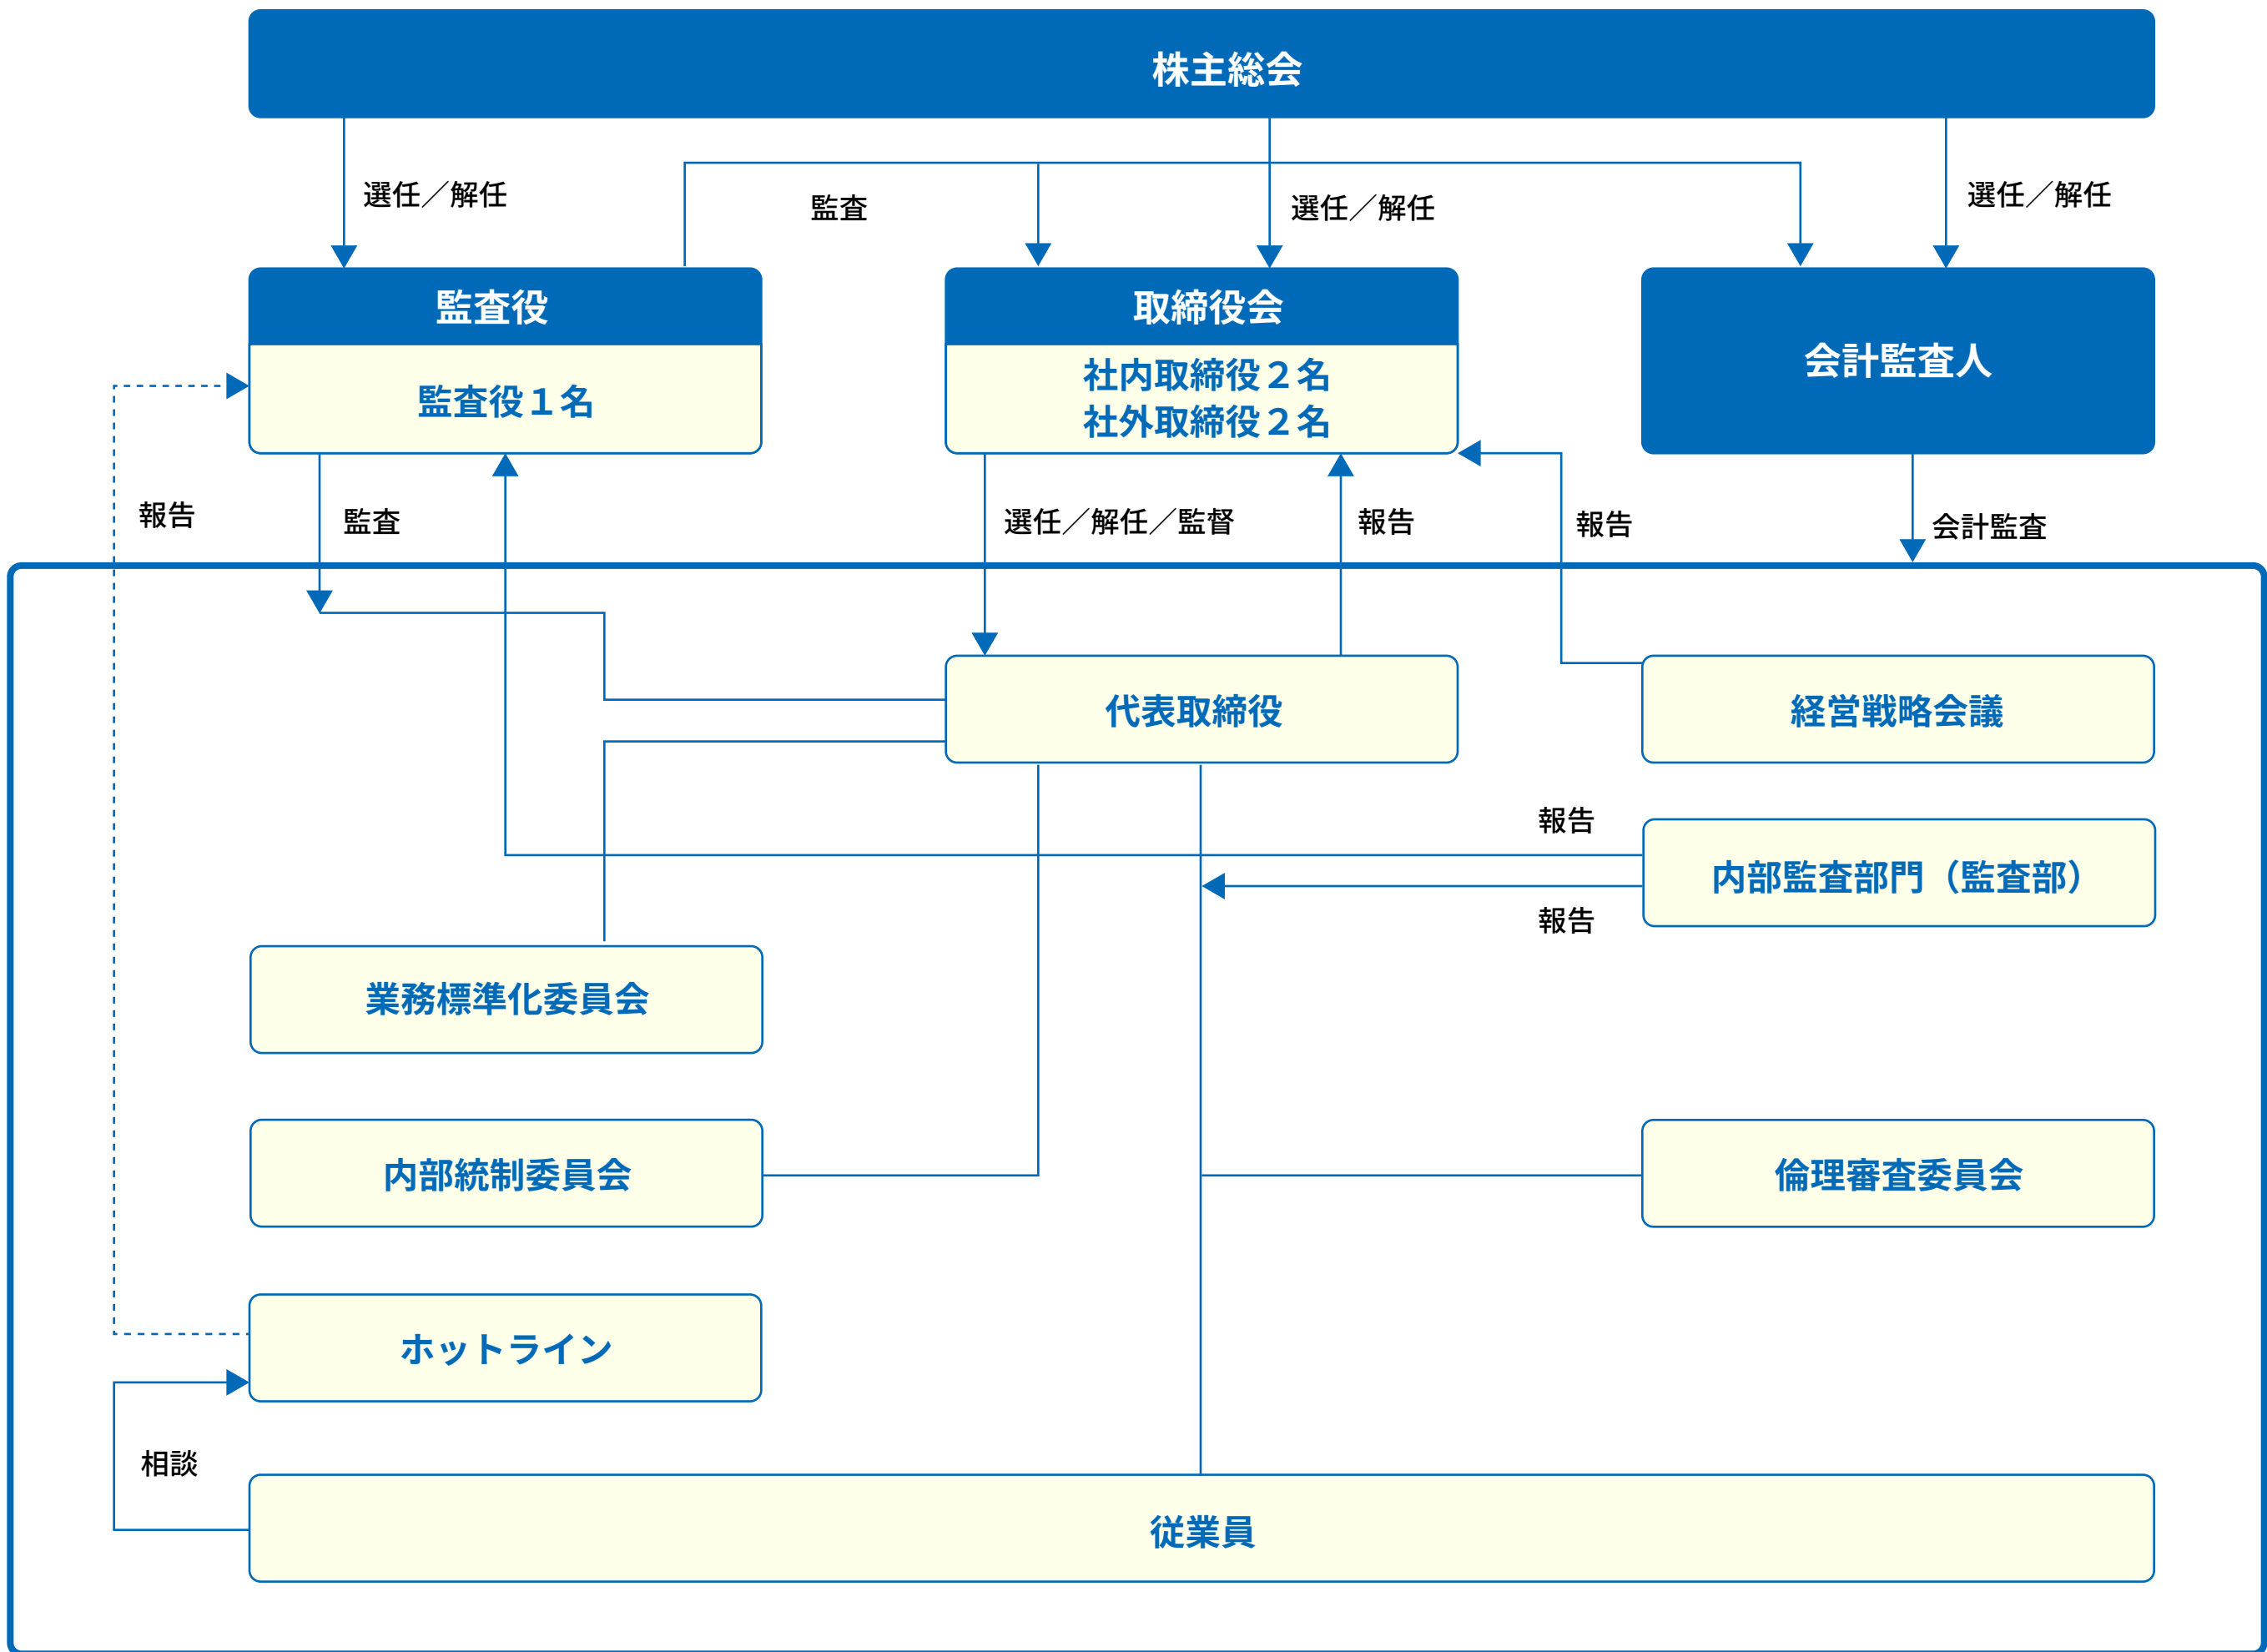 株主総会
選任／解任
監査
選任／解任
選任／解任
監査役
監査役１名
取締役会
社内取締役２名
社外取締役２名
会計監査人
報告
監査
選任／解任／監督
報告
報告
会計監査
代表取締役
経営戦略会議
報告
内部監査部門（監査部）
報告
業務標準化委員会
内部統制委員会
倫理審査委員会
ホットライン
相談
従業員